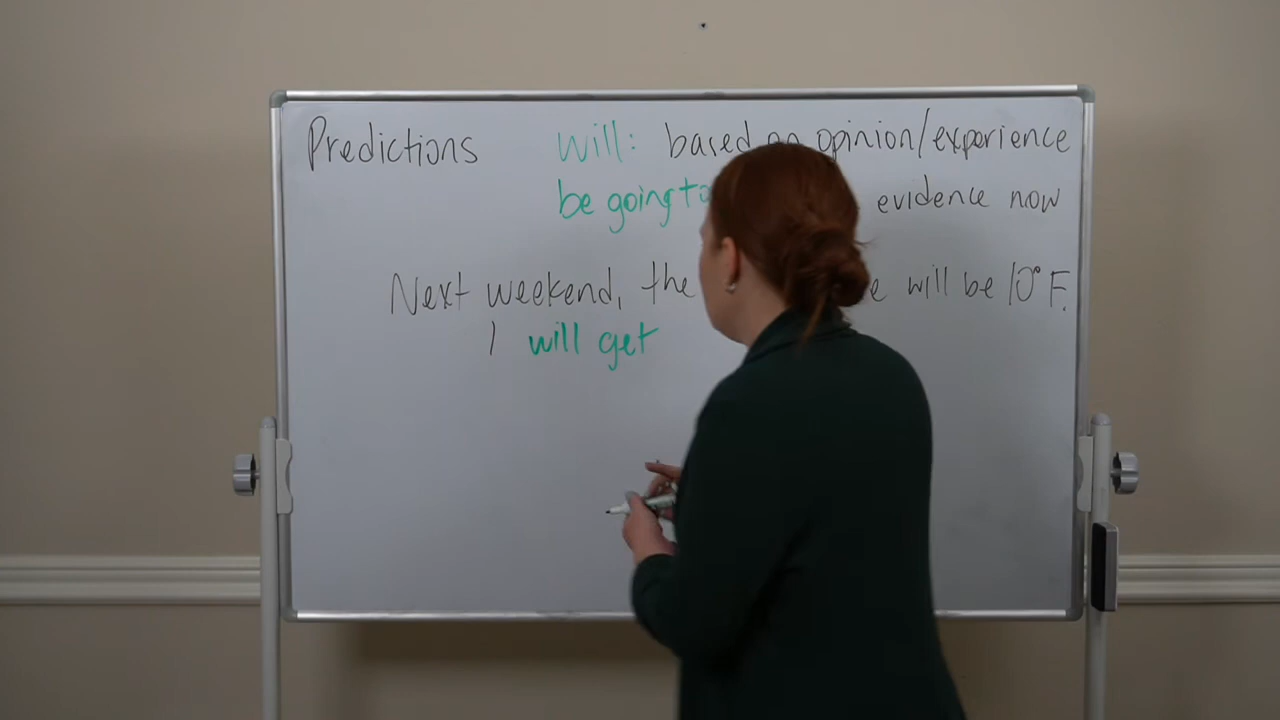 Predictions will: based on opinion/experience
be going to evidence now
Next weekend, the will be 10°F.
I will get